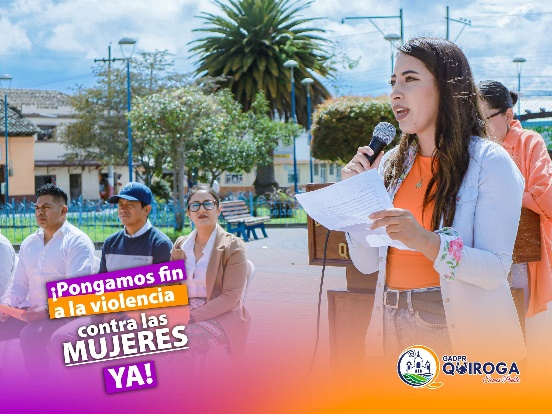 ¡Pongamos fin
a la violencia
contra las
MUJERES
YA!
GADPR
QUIROGA